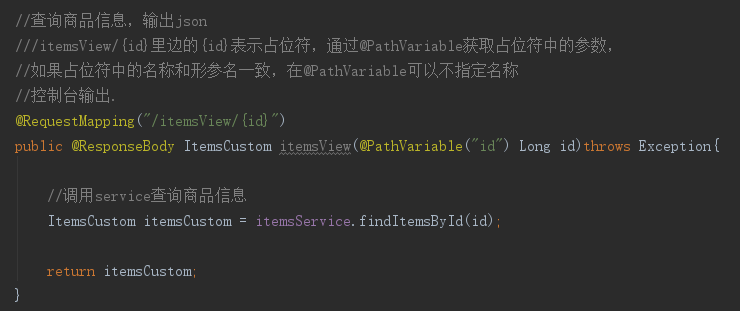 //查询商品信息，输出json
///itemsView/{id}里边的{id}表示占位符，通过@PathVariable获取占位符中的参数，
//如果占位符中的名称和形参名一致，在@PathVariable可以不指定名称
//控制台输出.
@RequestMapping("/itemsView/{id}")
public @ResponseBody ItemsCustom itemsView(@PathVariable("id") Long id)throws Exception{
//调用service查询商品信息
ItemsCustom itemsCustom = itemsService.findItemsById(id);
return itemsCustom;
}